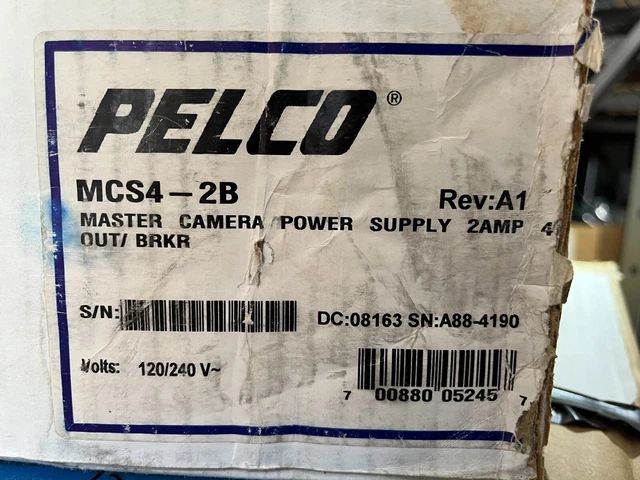 PELCO®
MCS4-2B Rev:A1
MASTER CAMERA POWER SUPPLY 2AMP 4
OUT/ BRKR
S/N: DC:08163 SN:A88-4190
Volts: 120/240 V~
7 00880 05245 7